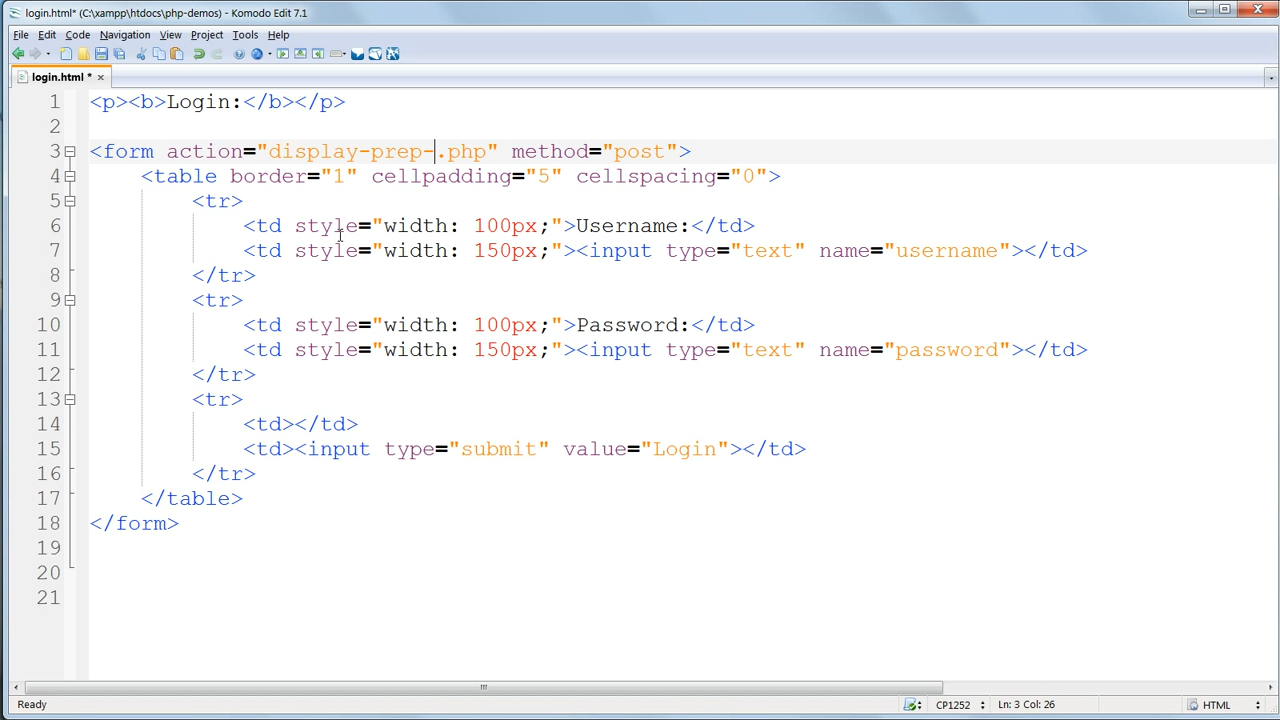 login.html* (C:\xampp\htdocs\php-demos) - Komodo Edit 7.1
File Edit Code Navigation View Project Tools Help
login.html *
1 <p><b>Login:</b></p>
2
3 <form action="display-prep-.php" method="post">
4 <table border="1" cellpadding="5" cellspacing="0">
5 <tr>
6 <td style="width: 100px;">Username:</td>
7 <td style="width: 150px;"><input type="text" name="username"></td>
8 </tr>
9 <tr>
10 <td style="width: 100px;">Password:</td>
11 <td style="width: 150px;"><input type="text" name="password"></td>
12 </tr>
13 <tr>
14 <td></td>
15 <td><input type="submit" value="Login"></td>
16 </tr>
17 </table>
18 </form>
19
20
21
Ready CP1252 Ln: 3 Col: 26 HTML